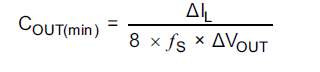 C_OUT(min) = ΔI_L / (8 × f_S × ΔV_OUT)